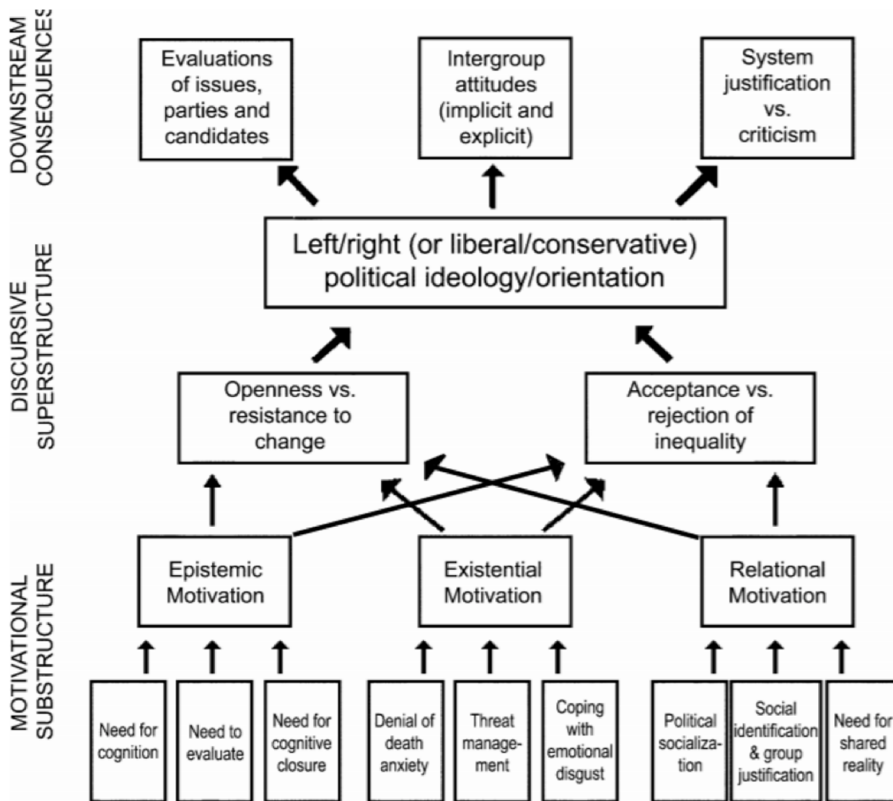 DOWNSTREAM
CONSEQUENCES
Evaluations
of issues,
parties and
candidates
Intergroup
attitudes
(implicit and
explicit)
System
justification
vs.
criticism
DISCURSIVE
SUPERSTRUCTURE
Left/right (or liberal/conservative)
political ideology/orientation
Openness vs.
resistance to
change
Acceptance vs.
rejection of
inequality
MOTIVATIONAL
SUBSTRUCTURE
Epistemic
Motivation
Existential
Motivation
Relational
Motivation
Need for
cognition
Need to
evaluate
Need for
cognitive
closure
Denial of
death
anxiety
Threat
manage-
ment
Coping
with
emotional
disgust
Political
socializa-
tion
Social
identification
& group
justification
Need for
shared
reality